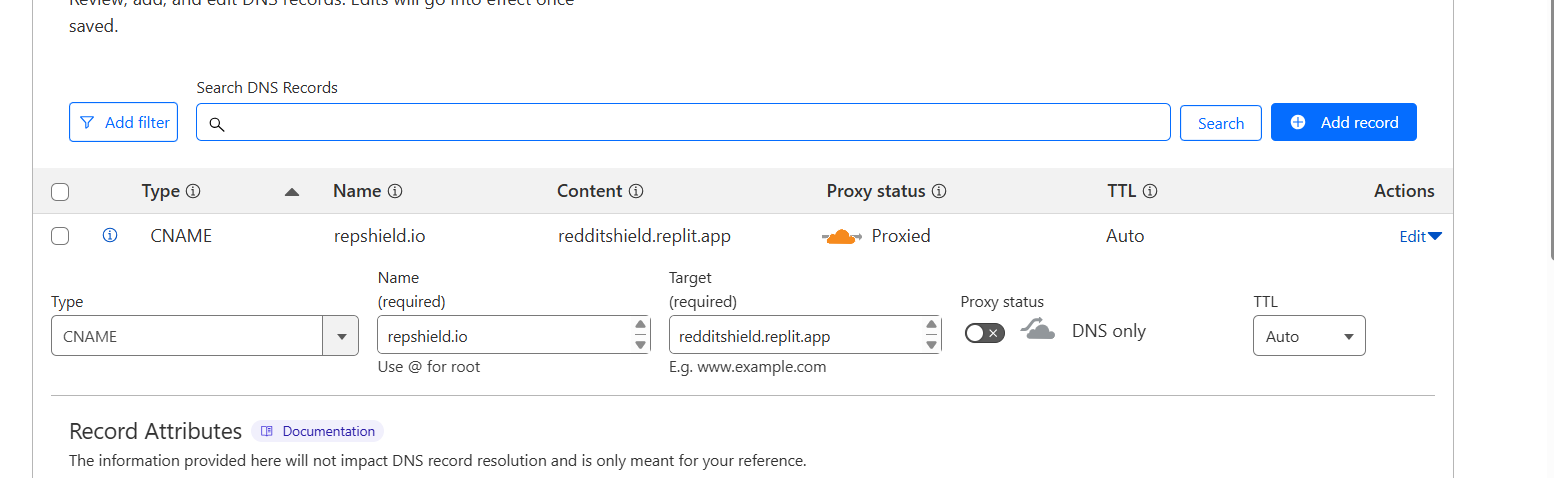 Review, add, and edit DNS records. Edits will go into effect once
saved.
Search DNS Records
Add filter
Search
Add record
Type Name Content Proxy status TTL Actions
CNAME repshield.io redditshield.replit.app Proxied Auto Edit
Type
Name
(required)
Target
(required)
Proxy status
TTL
CNAME
repshield.io
redditshield.replit.app
DNS only
Auto
Use @ for root
E.g. www.example.com
Record Attributes Documentation
The information provided here will not impact DNS record resolution and is only meant for your reference.